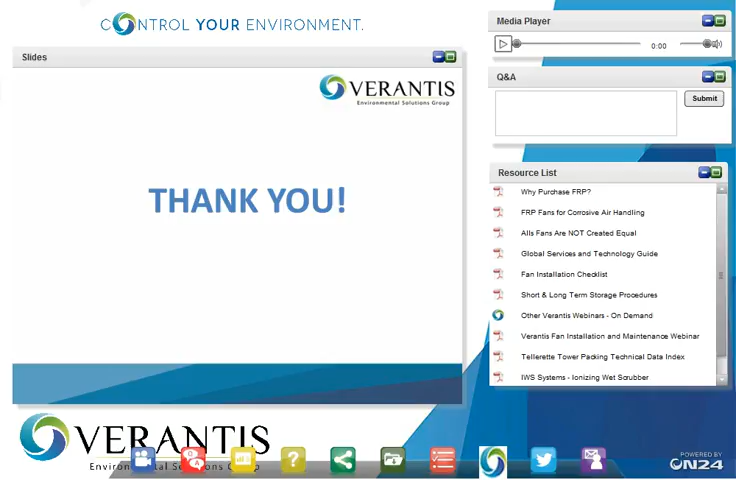 CONTROL YOUR ENVIRONMENT.
Slides
VERANTIS
Environmental Solutions Group
THANK YOU!
VERANTIS
Environmental Solutions Group
Media Player
0:00
Q&A
Submit
Resource List
Why Purchase FRP?
FRP Fans for Corrosive Air Handling
Alls Fans Are NOT Created Equal
Global Services and Technology Guide
Fan Installation Checklist
Short & Long Term Storage Procedures
Other Verantis Webinars - On Demand
Verantis Fan Installation and Maintenance Webinar
Tellerette Tower Packing Technical Data Index
IWS Systems - Ionizing Wet Scrubber
Q
A
?
POWERED BY
ON24